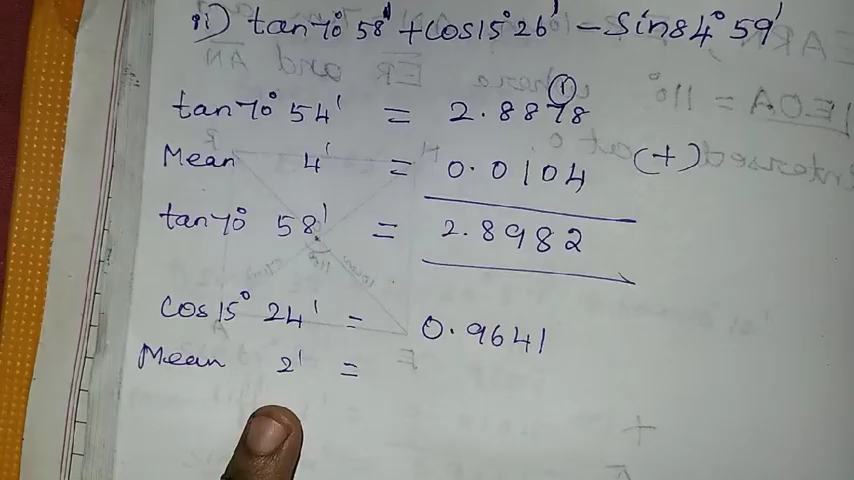 ii) tan70° 58' + Cos15° 26' - Sin84° 59'
tan70° 54' = 2.8878
1
Mean 4' = 0.0104 (+)
tan70° 58' = 2.8982
Cos15° 24' = 0.9641
Mean 2' =